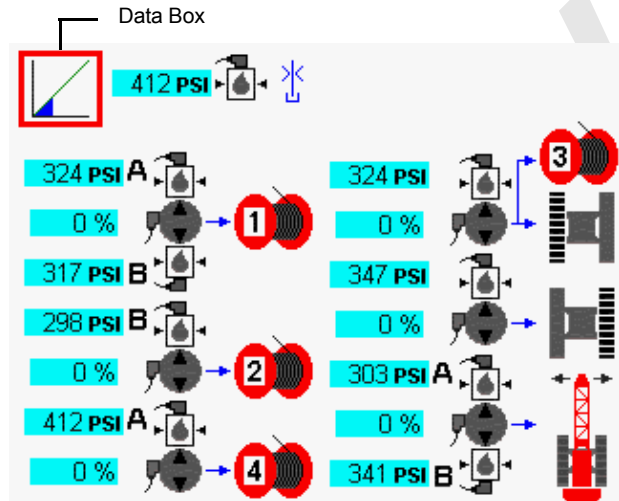 Data Box
412 PSI
324 PSI A
0 %
1
317 PSI B
298 PSI B
0 %
2
412 PSI A
0 %
4
324 PSI
3
0 %
347 PSI
0 %
303 PSI A
0 %
341 PSI B